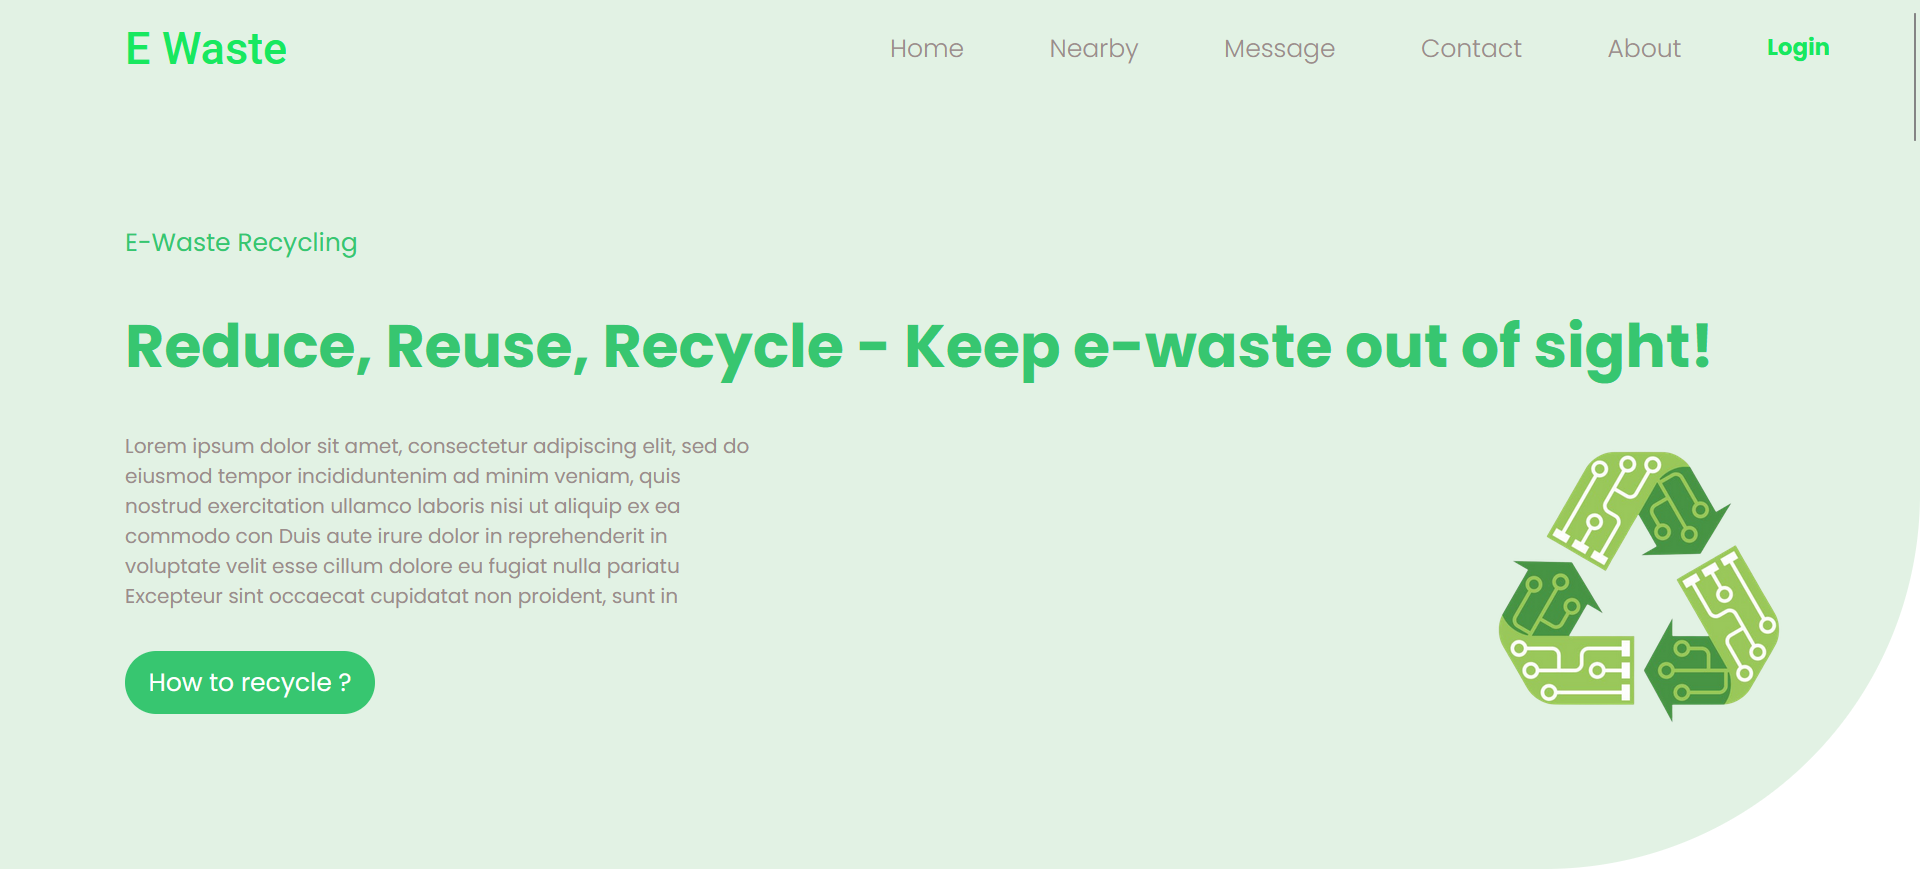 E Waste
Home Nearby Message Contact About Login
E-Waste Recycling
Reduce, Reuse, Recycle - Keep e-waste out of sight!
Lorem ipsum dolor sit amet, consectetur adipiscing elit, sed do
eiusmod tempor incididuntenim ad minim veniam, quis
nostrud exercitation ullamco laboris nisi ut aliquip ex ea
commodo con Duis aute irure dolor in reprehenderit in
voluptate velit esse cillum dolore eu fugiat nulla pariatu
Excepteur sint occaecat cupidatat non proident, sunt in
How to recycle ?